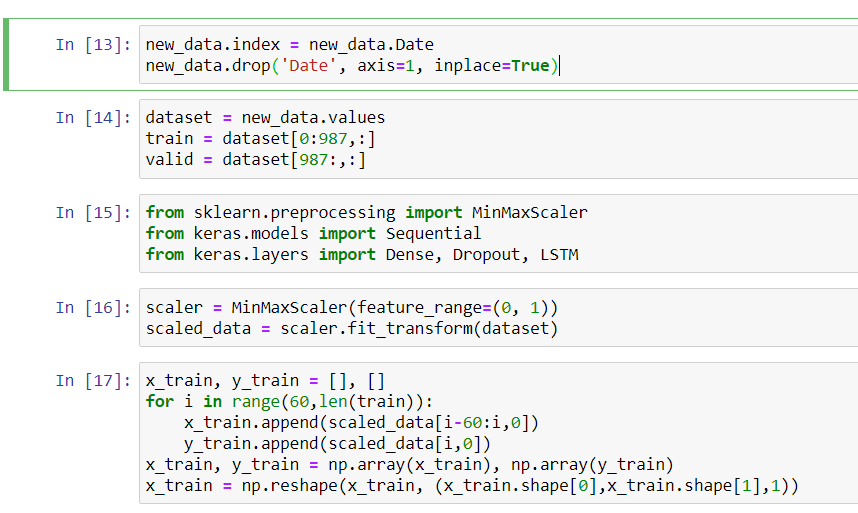 In [13]: new_data.index = new_data.Date
new_data.drop('Date', axis=1, inplace=True)
In [14]: dataset = new_data.values
train = dataset[0:987,:]
valid = dataset[987:,:]
In [15]: from sklearn.preprocessing import MinMaxScaler
from keras.models import Sequential
from keras.layers import Dense, Dropout, LSTM
In [16]: scaler = MinMaxScaler(feature_range=(0, 1))
scaled_data = scaler.fit_transform(dataset)
In [17]: x_train, y_train = [], []
for i in range(60,len(train)):
    x_train.append(scaled_data[i-60:i,0])
    y_train.append(scaled_data[i,0])
x_train, y_train = np.array(x_train), np.array(y_train)
x_train = np.reshape(x_train, (x_train.shape[0],x_train.shape[1],1))